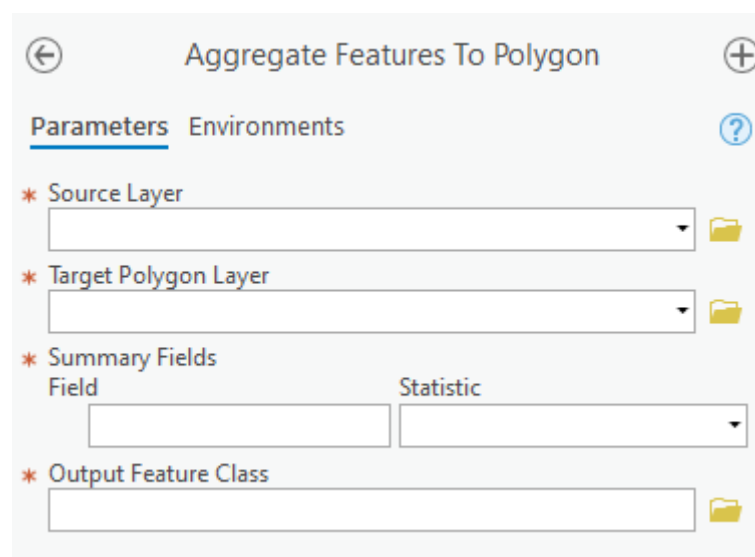 Aggregate Features To Polygon
Parameters Environments
* Source Layer
* Target Polygon Layer
* Summary Fields
Field Statistic
* Output Feature Class